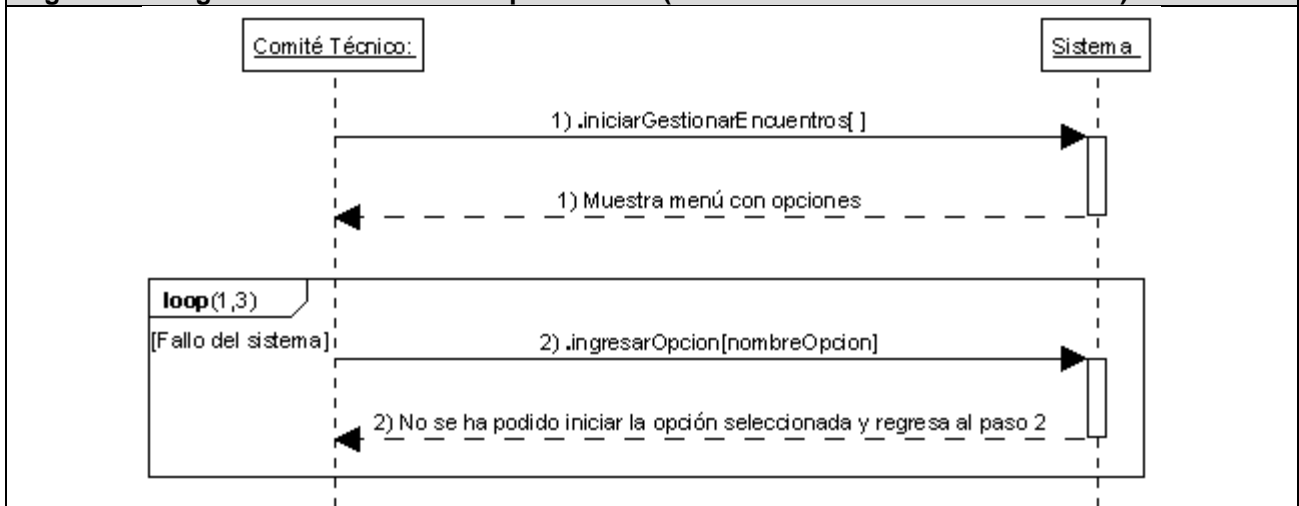 Comité Técnico:
Sistema
1) .iniciarGestionarEncuentros[ ]
1) Muestra menú con opciones
loop(1,3)
[Fallo del sistema]
2) .ingresarOpcion[nombreOpcion]
2) No se ha podido iniciar la opción seleccionada y regresa al paso 2